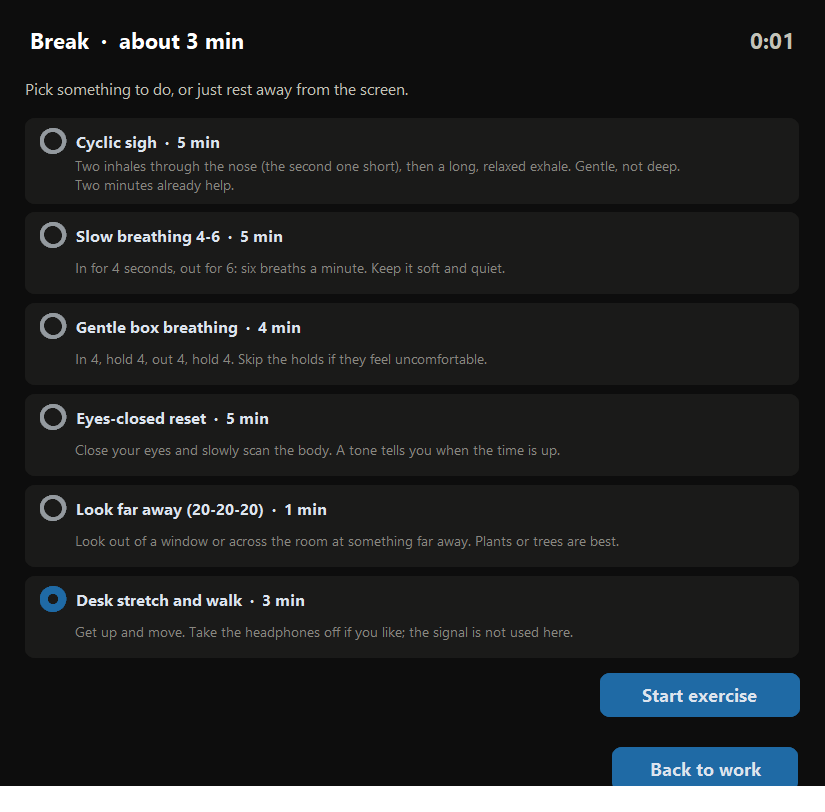 Break · about 3 min
0:01
Pick something to do, or just rest away from the screen.
Cyclic sigh · 5 min
Two inhales through the nose (the second one short), then a long, relaxed exhale. Gentle, not deep.
Two minutes already help.
Slow breathing 4-6 · 5 min
In for 4 seconds, out for 6: six breaths a minute. Keep it soft and quiet.
Gentle box breathing · 4 min
In 4, hold 4, out 4, hold 4. Skip the holds if they feel uncomfortable.
Eyes-closed reset · 5 min
Close your eyes and slowly scan the body. A tone tells you when the time is up.
Look far away (20-20-20) · 1 min
Look out of a window or across the room at something far away. Plants or trees are best.
Desk stretch and walk · 3 min
Get up and move. Take the headphones off if you like; the signal is not used here.
Start exercise
Back to work